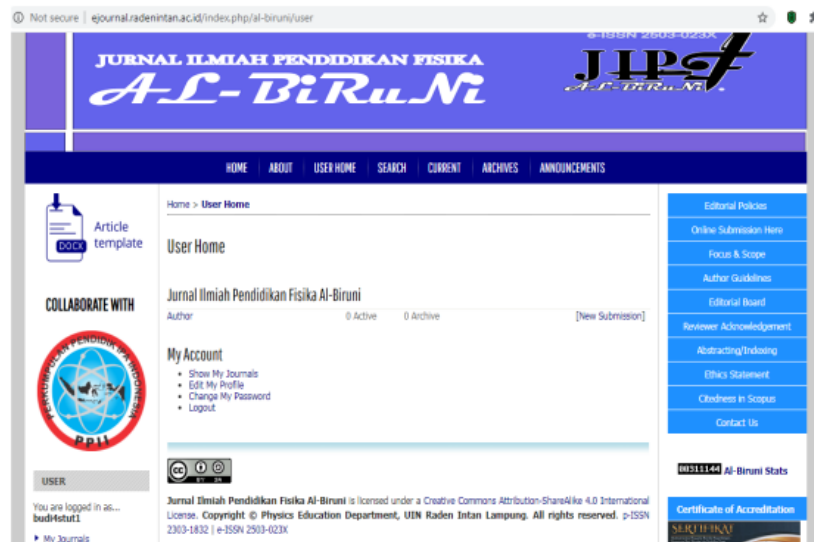 Not secure | ejournal.radenintan.ac.id/index.php/al-biruni/user
e-ISSN 2503-023X
JURNAL ILMIAH PENDIDIKAN FISIKA
AL-BiRuNi
JIPF
AL-BiRuNi
HOME
ABOUT
USER HOME
SEARCH
CURRENT
ARCHIVES
ANNOUNCEMENTS
Article
template
DOCX
COLLABORATE WITH
PERKUMPULAN PENDIDIK IPA INDONESIA
PPII
USER
You are logged in as...
budi4stut1
My Journals
Home > User Home
User Home
Jurnal Ilmiah Pendidikan Fisika Al-Biruni
Author 0 Active 0 Archive [New Submission]
My Account
Show My Journals
Edit My Profile
Change My Password
Logout
cc
BY SA
Jurnal Ilmiah Pendidikan Fisika Al-Biruni is licensed under a Creative Commons Attribution-ShareAlike 4.0 International
License. Copyright © Physics Education Department, UIN Raden Intan Lampung. All rights reserved. p-ISSN
2303-1832 | e-ISSN 2503-023X
Editorial Policies
Online Submission Here
Focus & Scope
Author Guidelines
Editorial Board
Reviewer Acknowledgement
Abstracting/Indexing
Ethics Statement
Citedness in Scopus
Contact Us
00311144 Al-Biruni Stats
Certificate of Accreditation
SERTIFIKAT